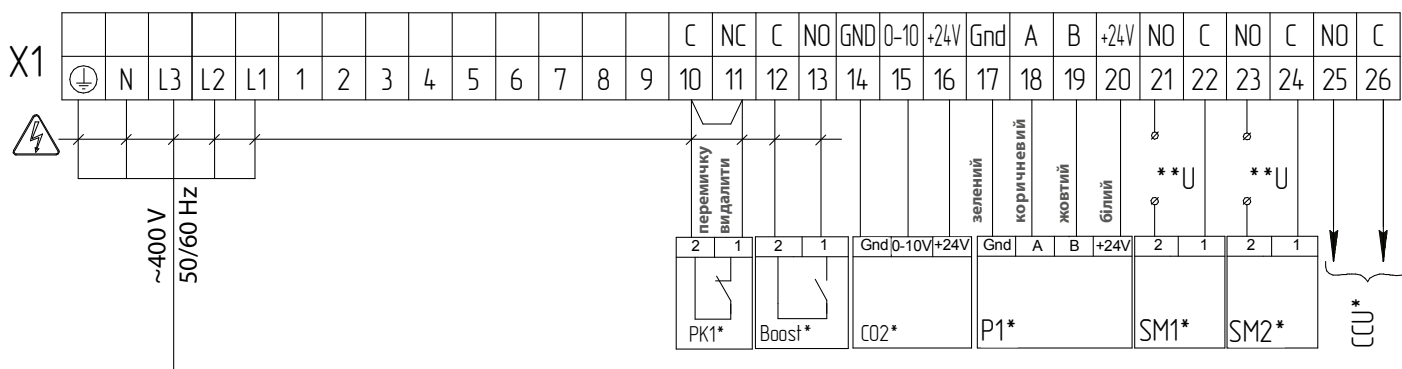 X1
C NC C NO GND 0-10 +24V Gnd A B +24V NO C NO C NO C
N L3 L2 L1 1 2 3 4 5 6 7 8 9 10 11 12 13 14 15 16 17 18 19 20 21 22 23 24 25 26
~400 V
50/60 Hz
перемичку
видалити
зелений
коричневий
жовтий
білий
**U
**U
2 1
2 1
Gnd 0-10V +24V
Gnd A B +24V
2 1
2 1
PK1*
Boost*
CO2*
P1*
SM1*
SM2*
CCU*